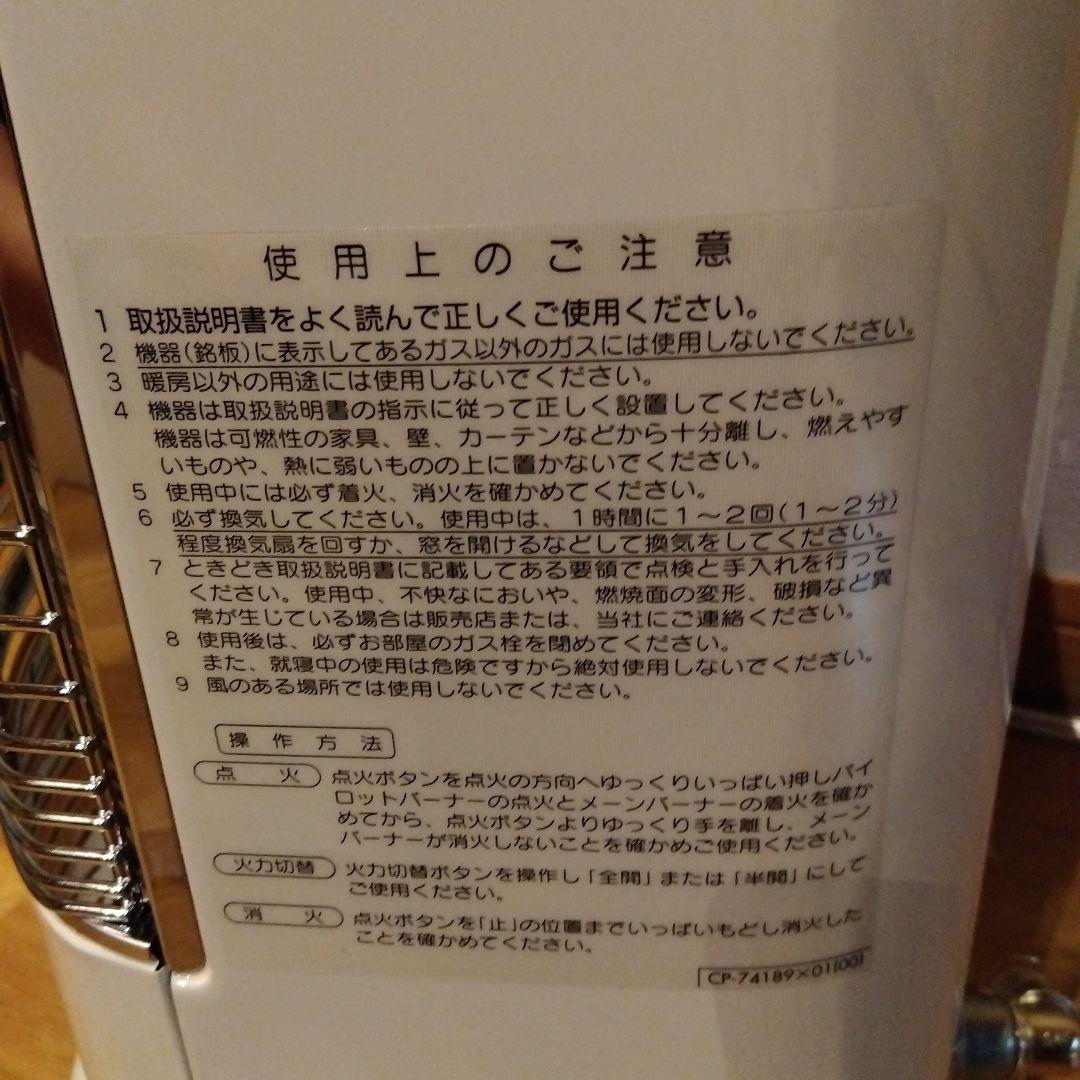 使用上のご注意
1 取扱説明書をよく読んで正しくご使用ください。
2 機器(銘板)に表示してあるガス以外のガスには使用しないでください。
3 暖房以外の用途には使用しないでください。
4 機器は取扱説明書の指示に従って正しく設置してください。
機器は可燃性の家具、壁、カーテンなどから十分離し、燃えやす
いものや、熱に弱いものの上に置かないでください。
5 使用中には必ず着火、消火を確かめてください。
6 必ず換気してください。使用中は、1時間に1～2回(1～2分)
程度換気扇を回すか、窓を開けるなどして換気をしてください。
7 ときどき取扱説明書に記載してある要領で点検と手入れを行って
ください。使用中、不快なにおいや、燃焼面の変形、破損など異
常が生じている場合は販売店または、当社にご連絡ください。
8 使用後は、必ずお部屋のガス栓を閉めてください。
また、就寝中の使用は危険ですから絶対使用しないでください。
9 風のある場所では使用しないでください。
操作方法
点火 点火ボタンを点火の方向へゆっくりいっぱい押しパイ
ロットバーナーの点火とメーンバーナーの着火を確か
めてから、点火ボタンよりゆっくり手を離し、メーン
バーナーが消火しないことを確かめご使用ください。
火力切替 火力切替ボタンを操作し「全開」または「半開」にして
ご使用ください。
消火 点火ボタンを「止」の位置までいっぱいもどし消火した
ことを確かめてください。
CP-74189×01(00)